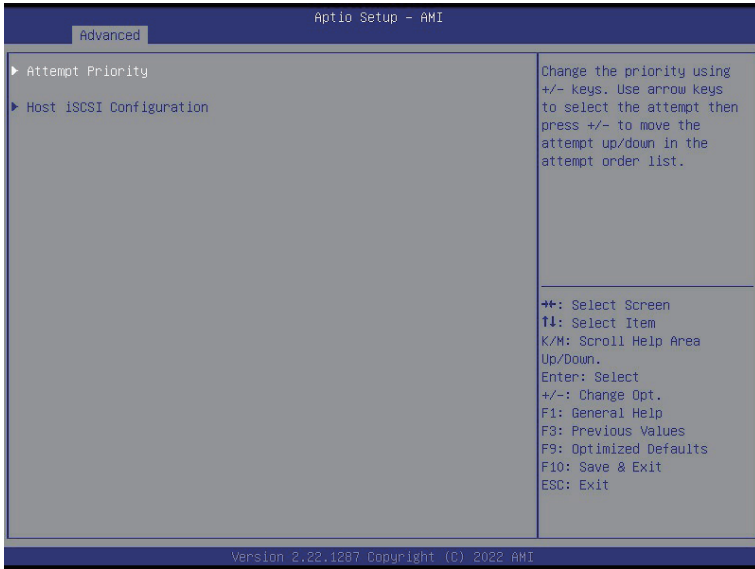 Aptio Setup – AMI
Advanced
▶ Attempt Priority
▶ Host iSCSI Configuration
Change the priority using
+/- keys. Use arrow keys
to select the attempt then
press +/- to move the
attempt up/down in the
attempt order list.
→←: Select Screen
↑↓: Select Item
K/M: Scroll Help Area
Up/Down.
Enter: Select
+/-: Change Opt.
F1: General Help
F3: Previous Values
F9: Optimized Defaults
F10: Save & Exit
ESC: Exit
Version 2.22.1287 Copyright (C) 2022 AMI